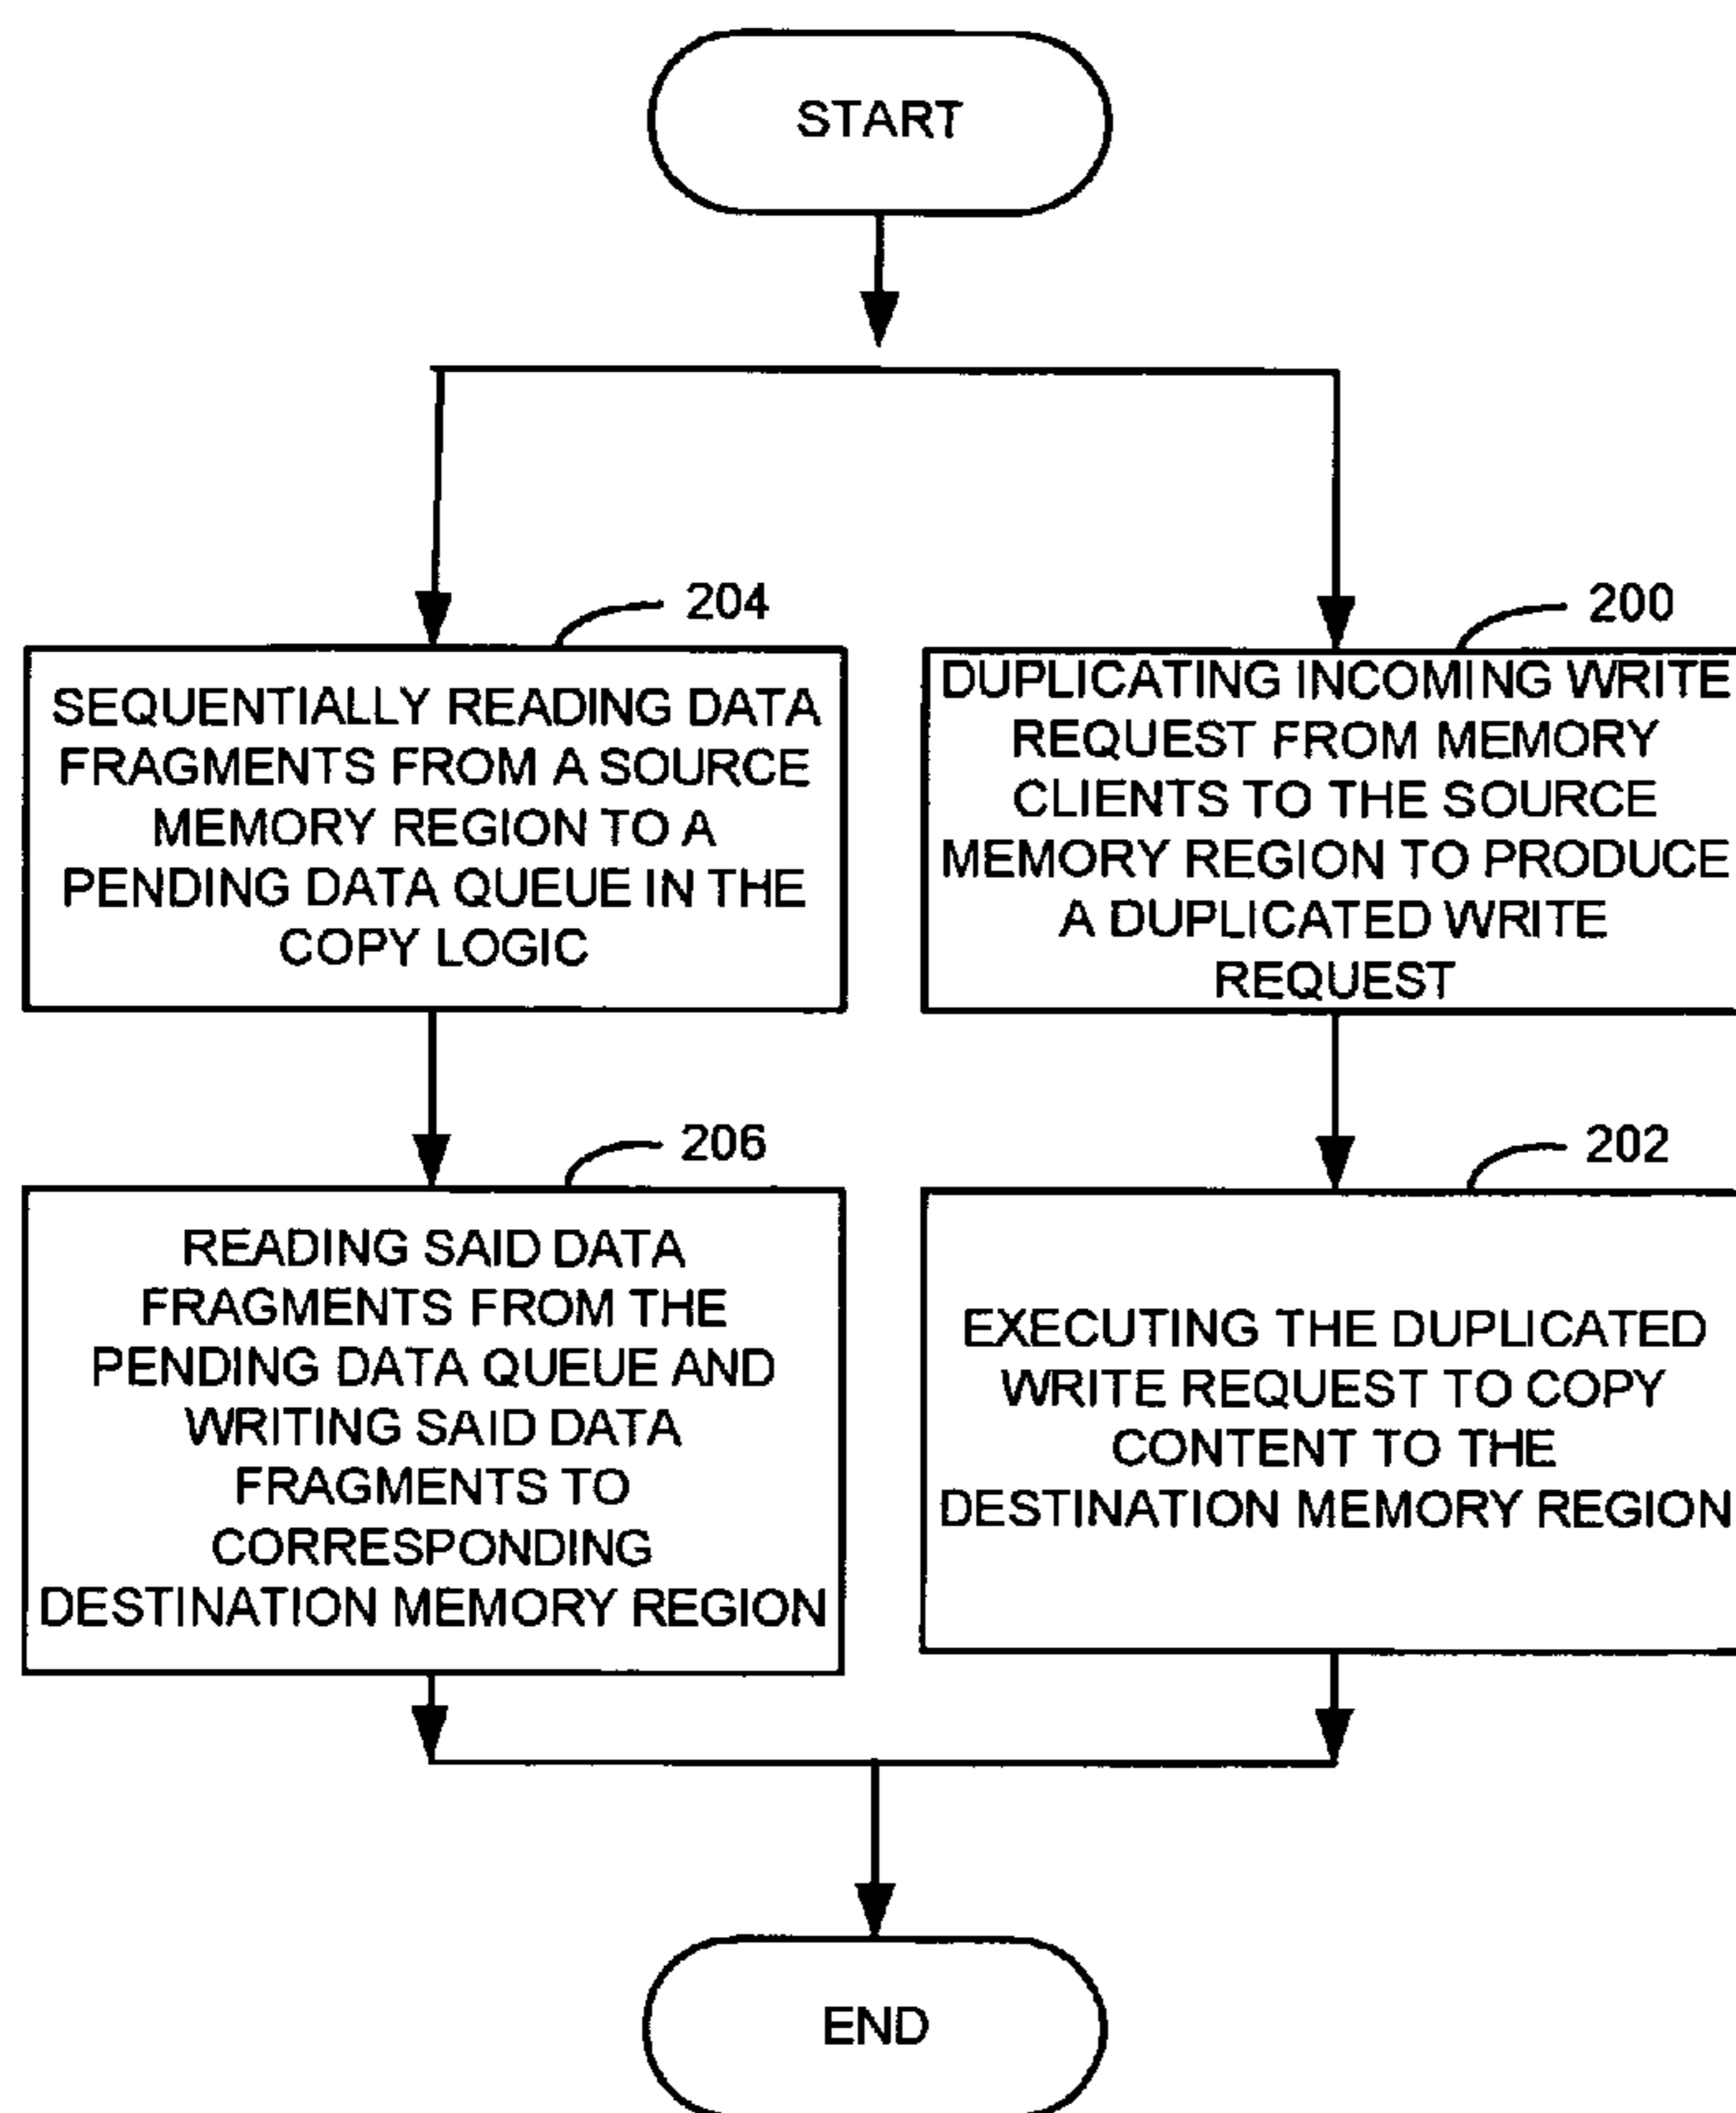 START
204
SEQUENTIALLY READING DATA
FRAGMENTS FROM A SOURCE
MEMORY REGION TO A
PENDING DATA QUEUE IN THE
COPY LOGIC
200
DUPLICATING INCOMING WRITE
REQUEST FROM MEMORY
CLIENTS TO THE SOURCE
MEMORY REGION TO PRODUCE
A DUPLICATED WRITE
REQUEST
206
READING SAID DATA
FRAGMENTS FROM THE
PENDING DATA QUEUE AND
WRITING SAID DATA
FRAGMENTS TO
CORRESPONDING
DESTINATION MEMORY REGION
202
EXECUTING THE DUPLICATED
WRITE REQUEST TO COPY
CONTENT TO THE
DESTINATION MEMORY REGION
END